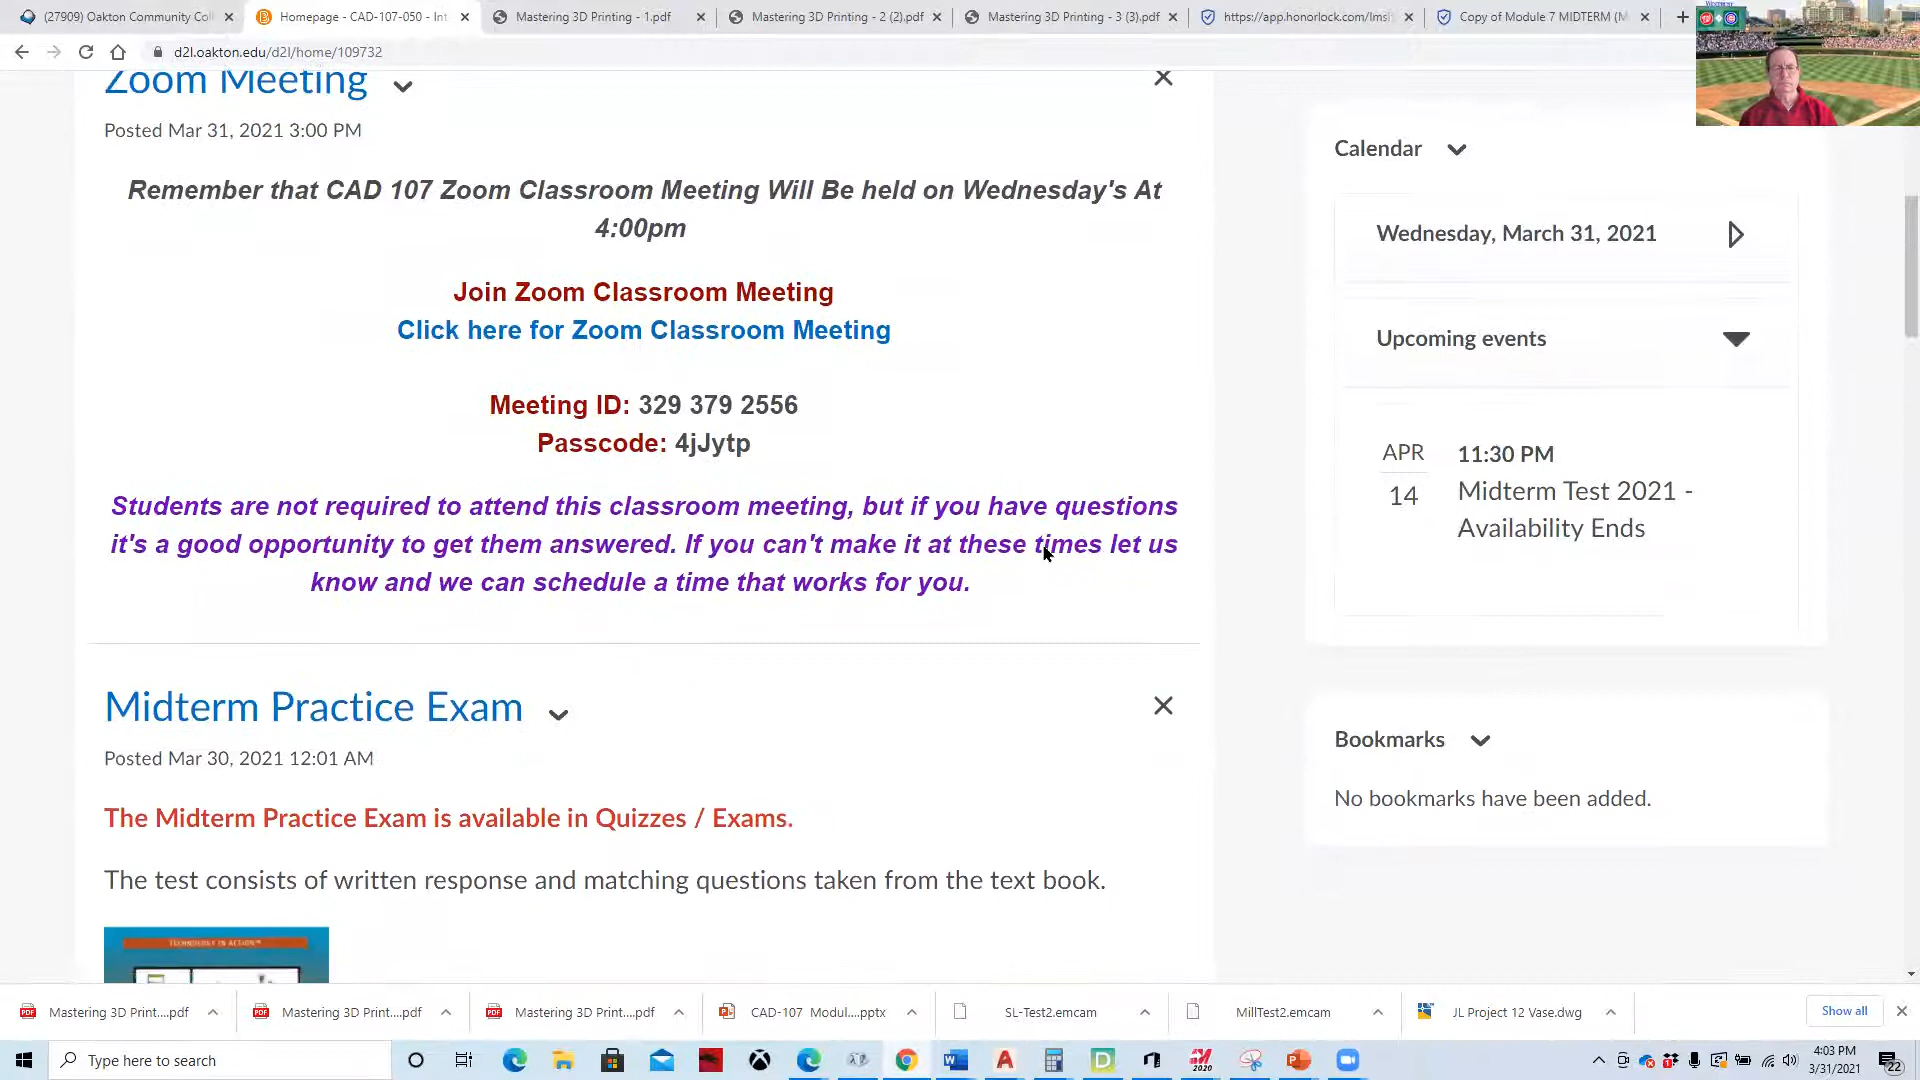 (27909) Oakton Community Col
Homepage - CAD-107-050 - Int
Mastering 3D Printing - 1.pdf
Mastering 3D Printing - 2 (2).pdf
Mastering 3D Printing - 3 (3).pdf
https://app.honorlock.com/lms/
Copy of Module 7 MIDTERM (M
d2l.oakton.edu/d2l/home/109732
Zoom Meeting
Posted Mar 31, 2021 3:00 PM
Remember that CAD 107 Zoom Classroom Meeting Will Be held on Wednesday's At
4:00pm
Join Zoom Classroom Meeting
Click here for Zoom Classroom Meeting
Meeting ID: 329 379 2556
Passcode: 4jJytp
Students are not required to attend this classroom meeting, but if you have questions
it's a good opportunity to get them answered. If you can't make it at these times let us
know and we can schedule a time that works for you.
Midterm Practice Exam
Posted Mar 30, 2021 12:01 AM
The Midterm Practice Exam is available in Quizzes / Exams.
The test consists of written response and matching questions taken from the text book.
TECHNOLOGY IN ACTION™
Calendar
Wednesday, March 31, 2021
Upcoming events
APR
14
11:30 PM
Midterm Test 2021 -
Availability Ends
Bookmarks
No bookmarks have been added.
Mastering 3D Print....pdf
Mastering 3D Print....pdf
Mastering 3D Print....pdf
CAD-107 Modul....pptx
SL-Test2.emcam
MillTest2.emcam
JL Project 12 Vase.dwg
Show all
Type here to search
2020
4:03 PM
3/31/2021
22